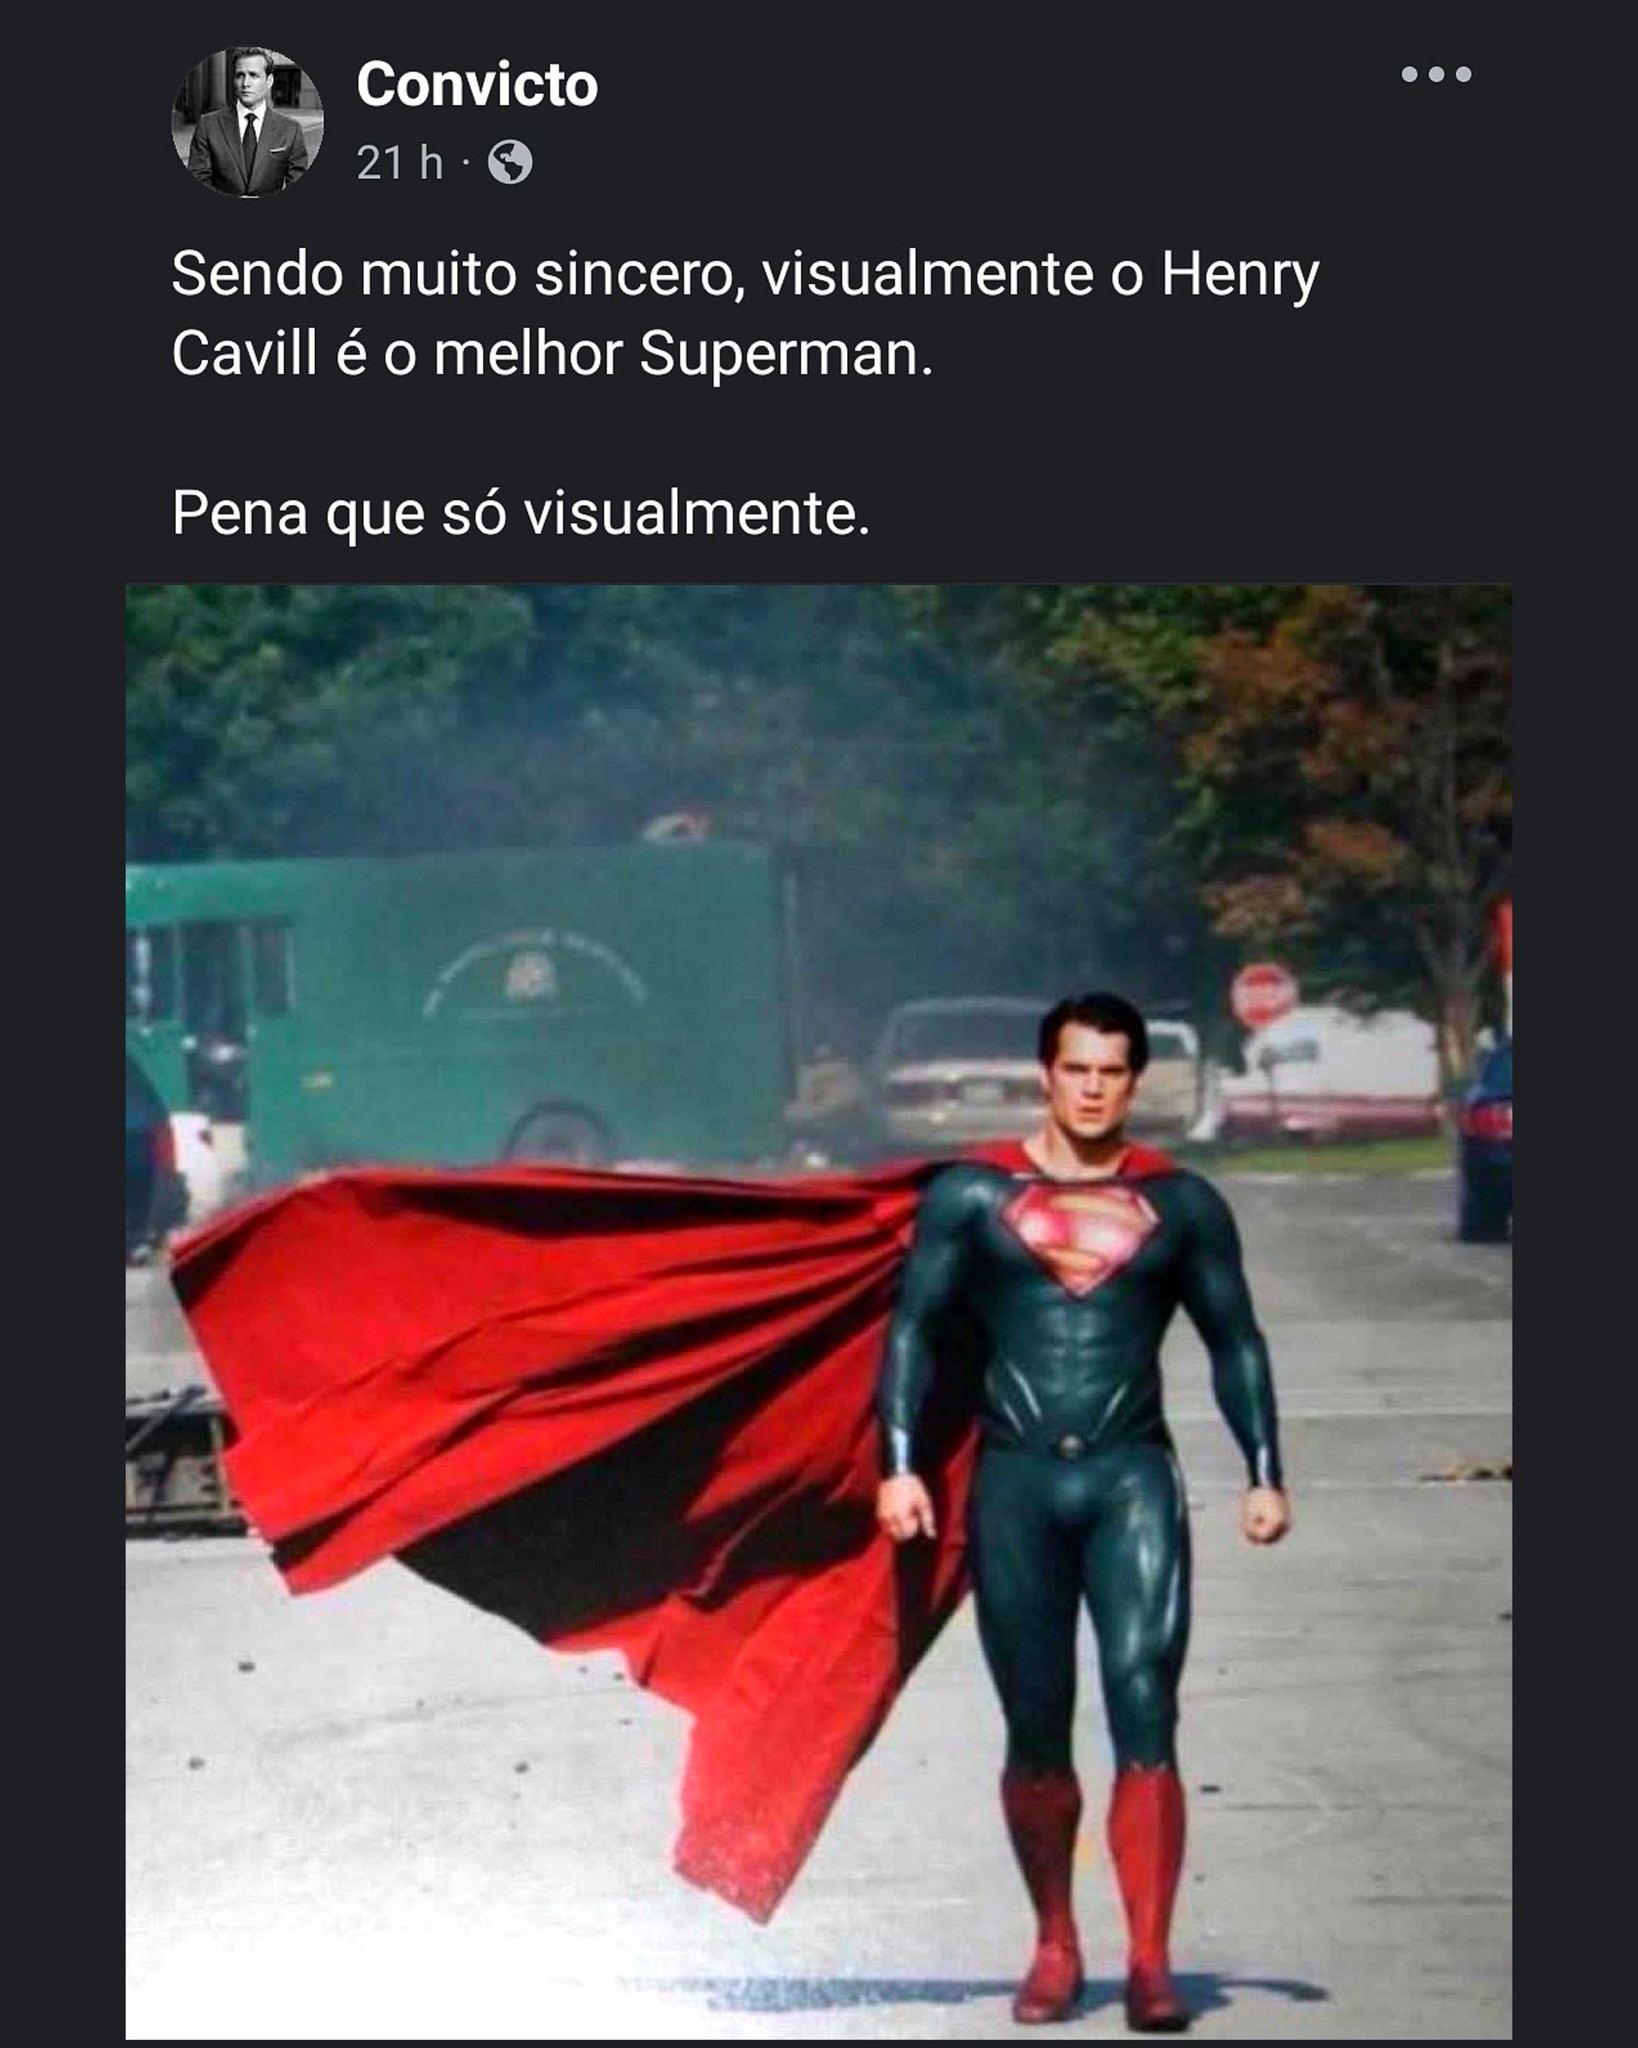 Convicto
21 h ·
Sendo muito sincero, visualmente o Henry
Cavill é o melhor Superman.
Pena que só visualmente.